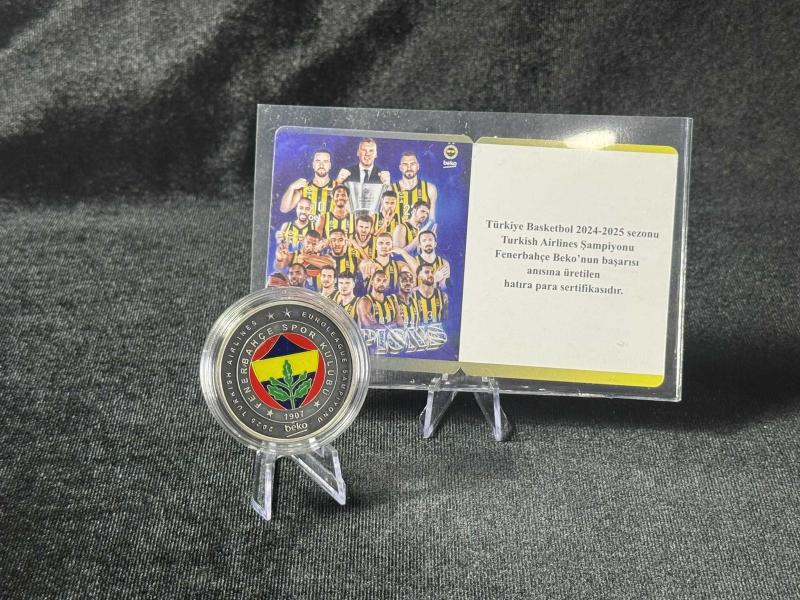 beko
Türkiye Basketbol 2024-2025 sezonu
Turkish Airlines Şampiyonu
Fenerbahçe Beko'nun başarısı
anısına üretilen
hatıra para sertifikasıdır.
2025 TURKISH AIRLINES ★ ★ EUROLEAGUE ŞAMPİYONU
★ FENERBAHÇE SPOR KULÜBÜ ★
1907
beko